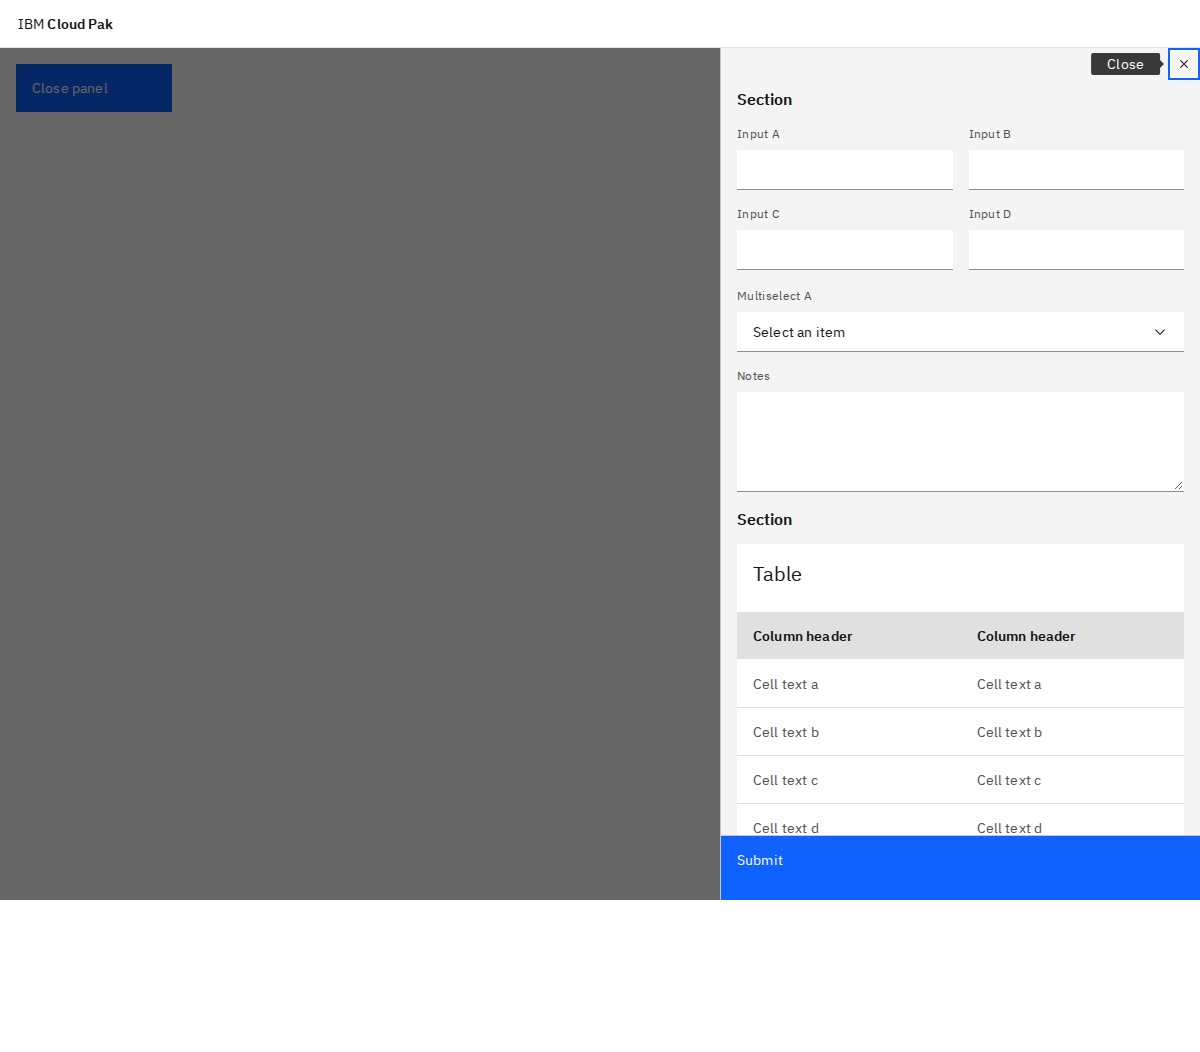 IBM Cloud Pak
Close panel
Close
Section
Input A
Input B
Input C
Input D
Multiselect A
Select an item
Notes
Section
Table
Column header Column header
Cell text a Cell text a
Cell text b Cell text b
Cell text c Cell text c
Cell text d Cell text d
Submit